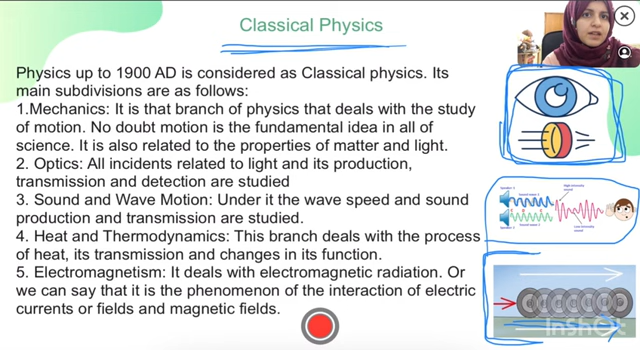 Classical Physics
Physics up to 1900 AD is considered as Classical physics. Its
main subdivisions are as follows:
1.Mechanics: It is that branch of physics that deals with the study
of motion. No doubt motion is the fundamental idea in all of
science. It is also related to the properties of matter and light.
2. Optics: All incidents related to light and its production,
transmission and detection are studied
3. Sound and Wave Motion: Under it the wave speed and sound
production and transmission are studied.
4. Heat and Thermodynamics: This branch deals with the process
of heat, its transmission and changes in its function.
5. Electromagnetism: It deals with electromagnetic radiation. Or
we can say that it is the phenomenon of the interaction of electric
currents or fields and magnetic fields.
High intensity
sound
Low intensity
sound
InShOt